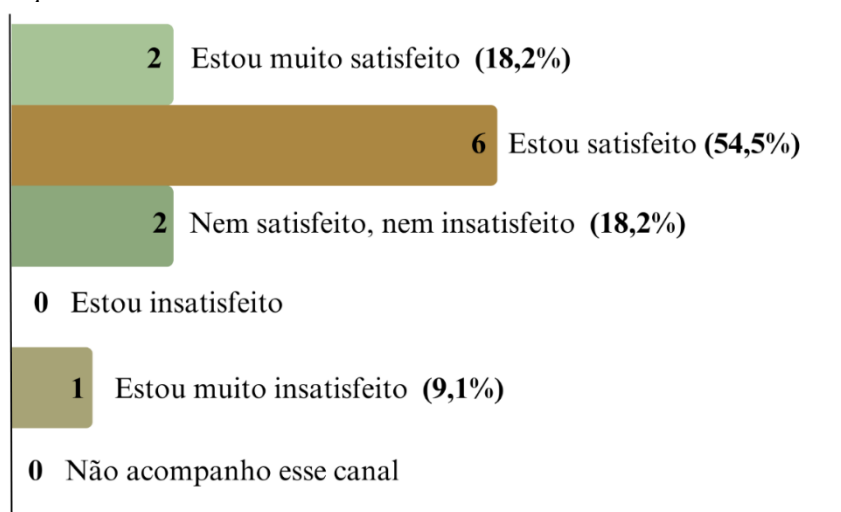 2 Estou muito satisfeito (18,2%)
6 Estou satisfeito (54,5%)
2 Nem satisfeito, nem insatisfeito (18,2%)
0 Estou insatisfeito
1 Estou muito insatisfeito (9,1%)
0 Não acompanho esse canal